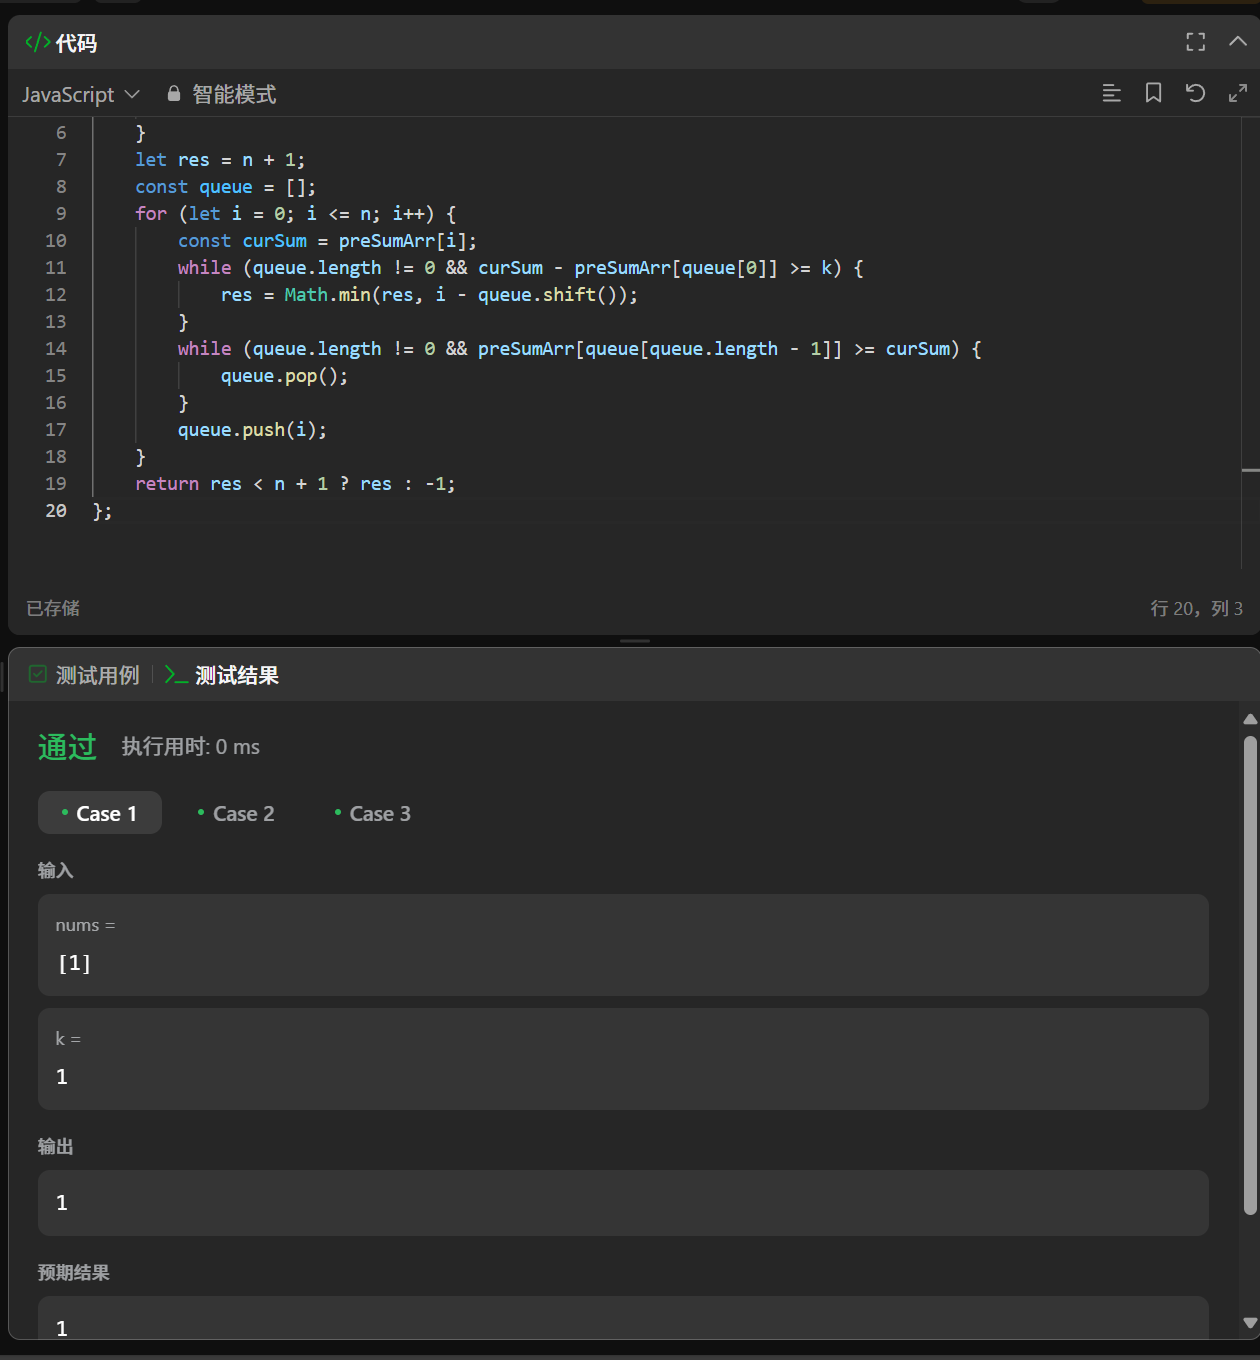 </> 代码
JavaScript 智能模式
6 }
7 let res = n + 1;
8 const queue = [];
9 for (let i = 0; i <= n; i++) {
10 const curSum = preSumArr[i];
11 while (queue.length != 0 && curSum - preSumArr[queue[0]] >= k) {
12 res = Math.min(res, i - queue.shift());
13 }
14 while (queue.length != 0 && preSumArr[queue[queue.length - 1]] >= curSum) {
15 queue.pop();
16 }
17 queue.push(i);
18 }
19 return res < n + 1 ? res : -1;
20 };
已存储 行 20，列 3
测试用例 >_ 测试结果
通过 执行用时: 0 ms
• Case 1 • Case 2 • Case 3
输入
nums =
[1]
k =
1
输出
1
预期结果
1